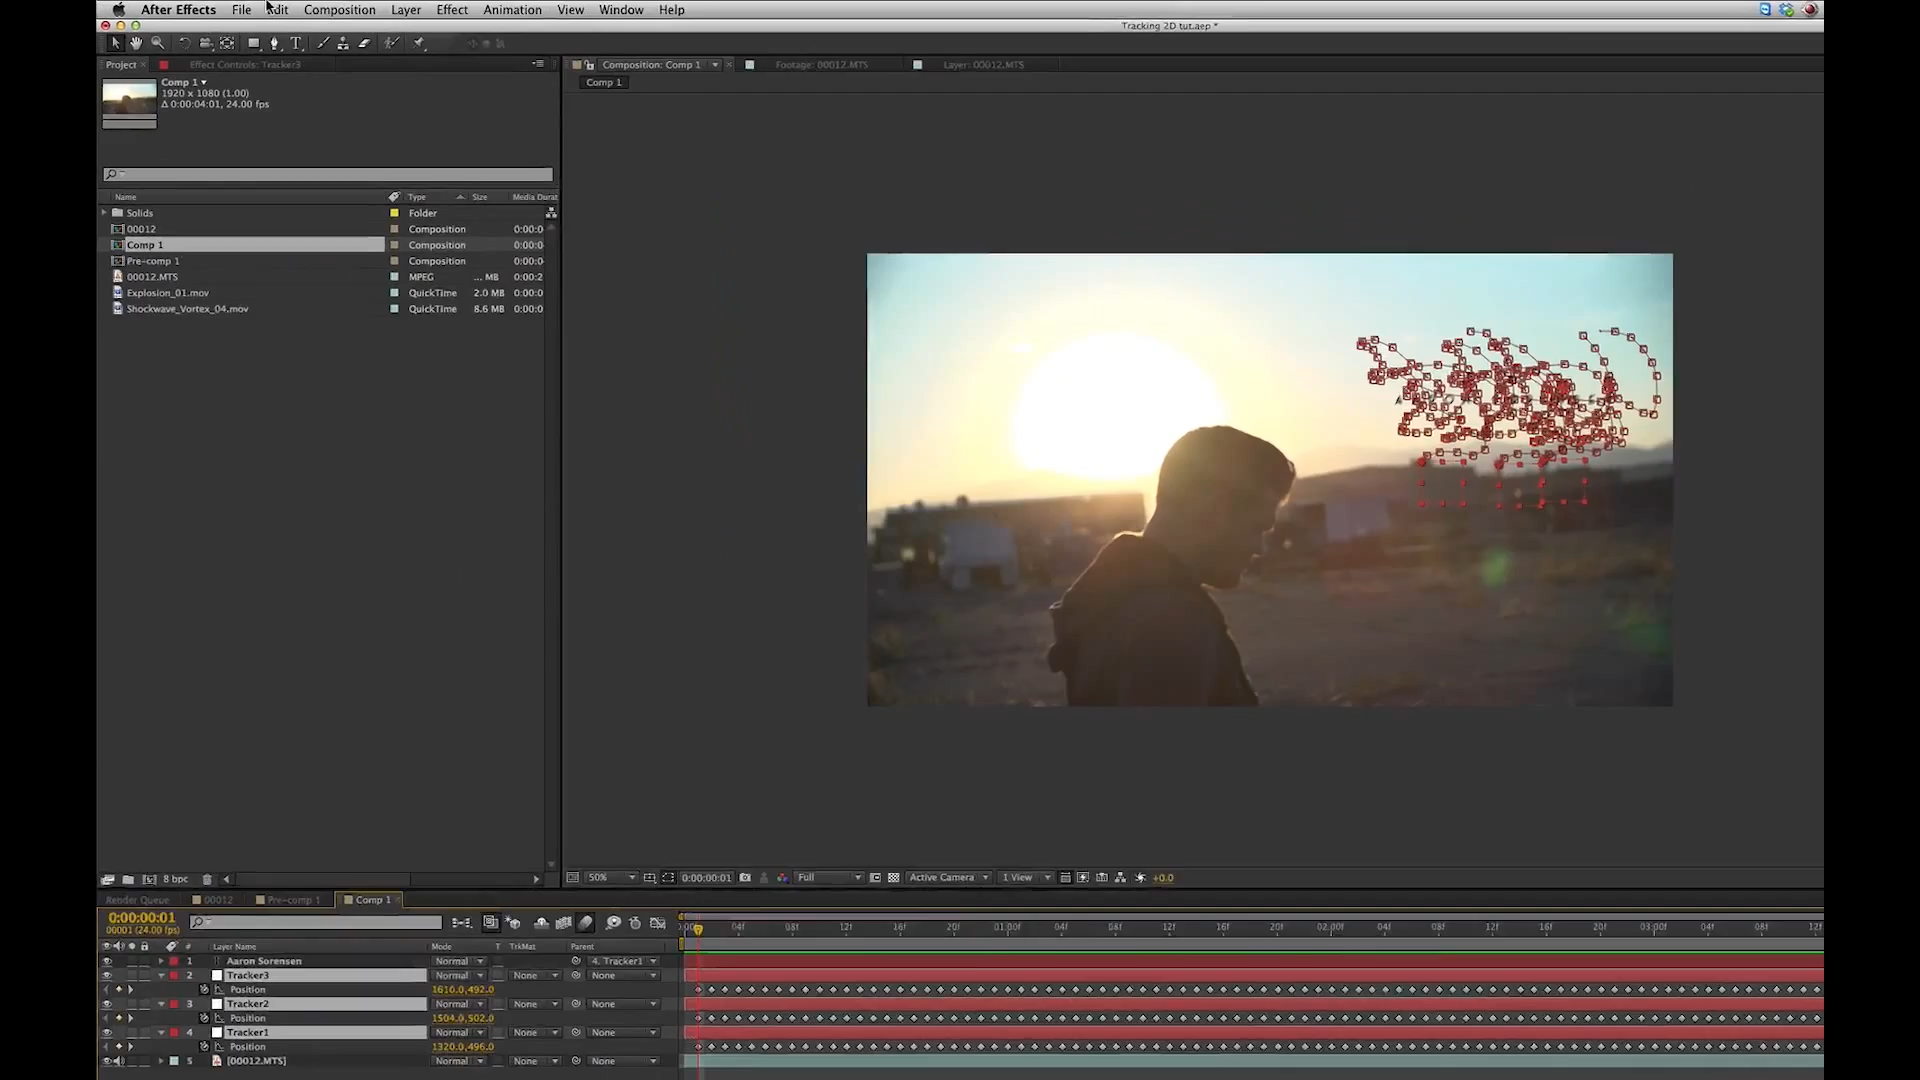 After Effects File Edit Composition Layer Effect Animation View Window Help
Tracking 2D tut.aep *
Project × Effect Controls: Tracker3
Composition: Comp 1 Footage: 00012.MTS Layer: 00012.MTS
Comp 1
Comp 1
1920 x 1080 (1.00)
Δ 0:00:04:01, 24.00 fps
Name Type Size Media Durat
Solids Folder
00012 Composition 0:00:0
Comp 1 Composition 0:00:0
Pre-comp 1 Composition 0:00:0
00012.MTS MPEG ... MB 0:00:2
Explosion_01.mov QuickTime 2.0 MB 0:00:0
Shockwave_Vortex_04.mov QuickTime 8.6 MB 0:00:0
8 bpc
50% 0:00:00:01 Full Active Camera 1 View +0.0
Render Queue 00012 Pre-comp 1 Comp 1 ×
0:00:00:01
00001 (24.00 fps)
04f 08f 12f 16f 20f 01:00f 04f 08f 12f 16f 20f 02:00f 04f 08f 12f 16f 20f 03:00f 04f 08f 12f
# Layer Name Mode T TrkMat Parent
1 Aaron Sorensen Normal 4. Tracker1
2 Tracker3 Normal None None
Position 1610.0,492.0
3 Tracker2 Normal None None
Position 1504.0,502.0
4 Tracker1 Normal None None
Position 1320.0,496.0
5 [00012.MTS] Normal None None